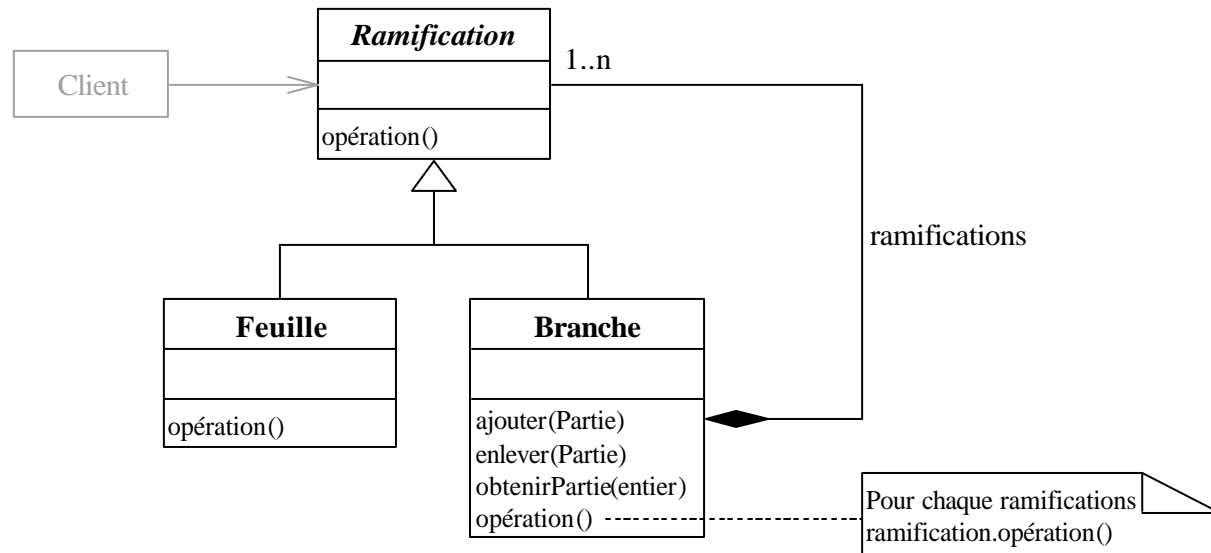 Ramification
1..n
Client
opération()
ramifications
Feuille
Branche
opération()
ajouter(Partie)
enlever(Partie)
obtenirPartie(entier)
opération()
Pour chaque ramifications
ramification.opération()